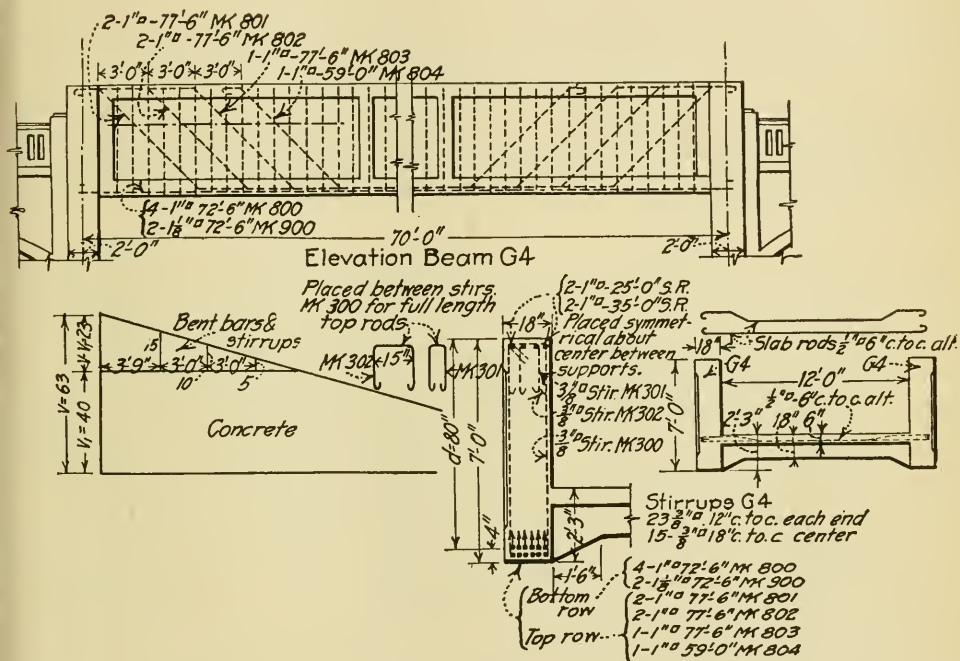 2-1"▫-77'-6" MK 801
2-1"▫-77'-6" MK 802
1-1"▫-77'-6" MK 803
1-1"▫-59'-0" MK 804
3'-0" 3'-0" 3'-0"
4-1"▫ 72'-6" MK 800
2-1⅛"▫ 72'-6" MK 900
2'-0"
70'-0"
2'-0"
Elevation Beam G4
Placed between stirs.
MK 300 for full length
top rods
MK 302
15"
MK 301
Bent bars &
stirrups
15
3'-9" 3'-0" 3'-0"
10
5
V=63
V₁=40
V-V₁=23
Concrete
2-1"▫-25'-0" S.R.
2-1"▫-35'-0" S.R.
Placed symmet-
rical about
center between
supports.
18"
⅜"▫ Stir. MK 301
⅜"▫ Stir. MK 302
⅜"▫ Stir. MK 300
d=80"
7'-0"
4"
2'-3"
1'-6"
Slab rods ½"▫ 6" c. to c. alt.
18"
G4
G4
12'-0"
½"▫-6" c. to c. alt.
7'-0"
2'-3"
18"
6"
Stirrups G4
23 ⅜"▫ 12" c. to c. each end
15-⅜"▫ 18" c. to. c center
Bottom
row
4-1"▫ 72'-6" MK 800
2-1⅛"▫ 72'-6" MK 900
Top row
2-1"▫ 77'-6" MK 801
2-1"▫ 77'-6" MK 802
1-1"▫ 77'-6" MK 803
1-1"▫ 59'-0" MK 804